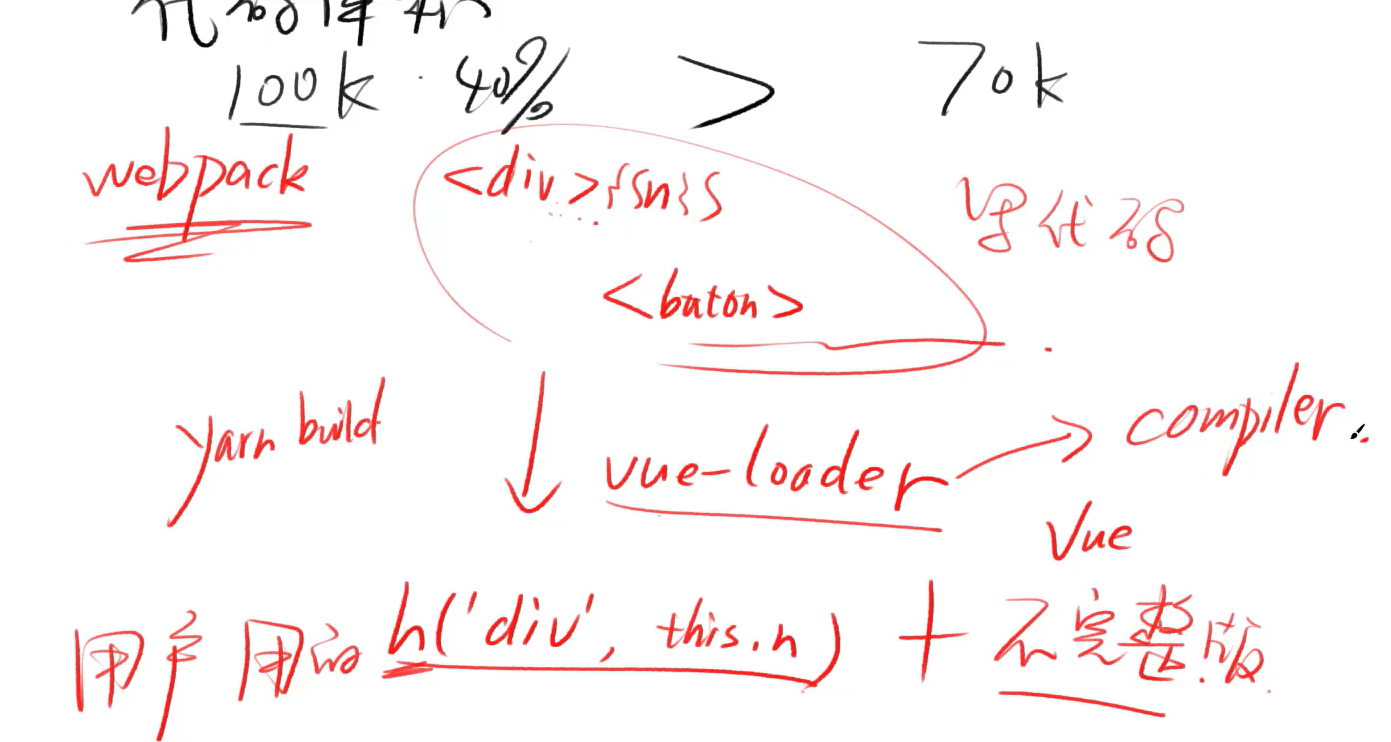 代码体积
100k 40% > 70k
webpack <div>{{n}} 写代码
<baton>
yarn build vue-loader → compiler.
Vue
用户用的 h('div', this.n) + 不完整版